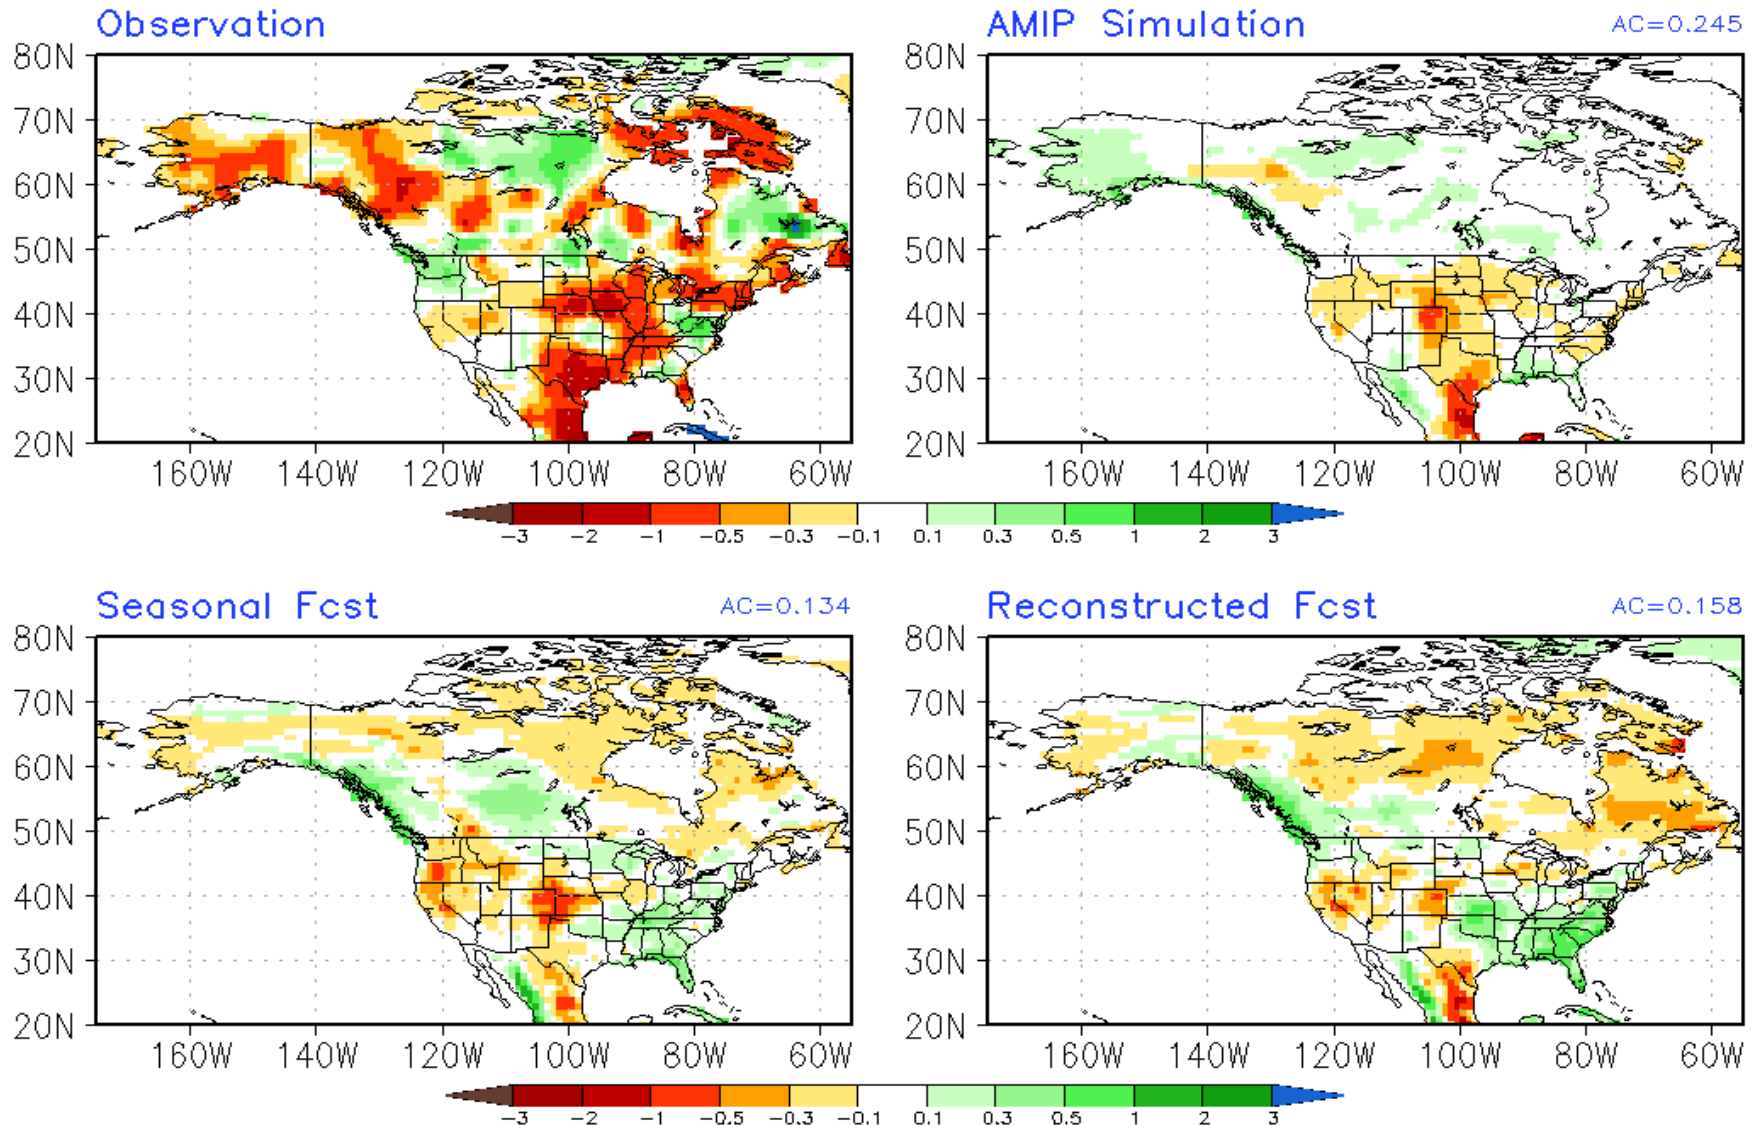 Observation
AMIP Simulation AC=0.245
80N 80N
70N 70N
60N 60N
50N 50N
40N 40N
30N 30N
20N 20N
160W 140W 120W 100W 80W 60W 160W 140W 120W 100W 80W 60W
-3 -2 -1 -0.5 -0.3 -0.1 0.1 0.3 0.5 1 2 3
Seasonal Fcst AC=0.134
Reconstructed Fcst AC=0.158
80N 80N
70N 70N
60N 60N
50N 50N
40N 40N
30N 30N
20N 20N
160W 140W 120W 100W 80W 60W 160W 140W 120W 100W 80W 60W
-3 -2 -1 -0.5 -0.3 -0.1 0.1 0.3 0.5 1 2 3